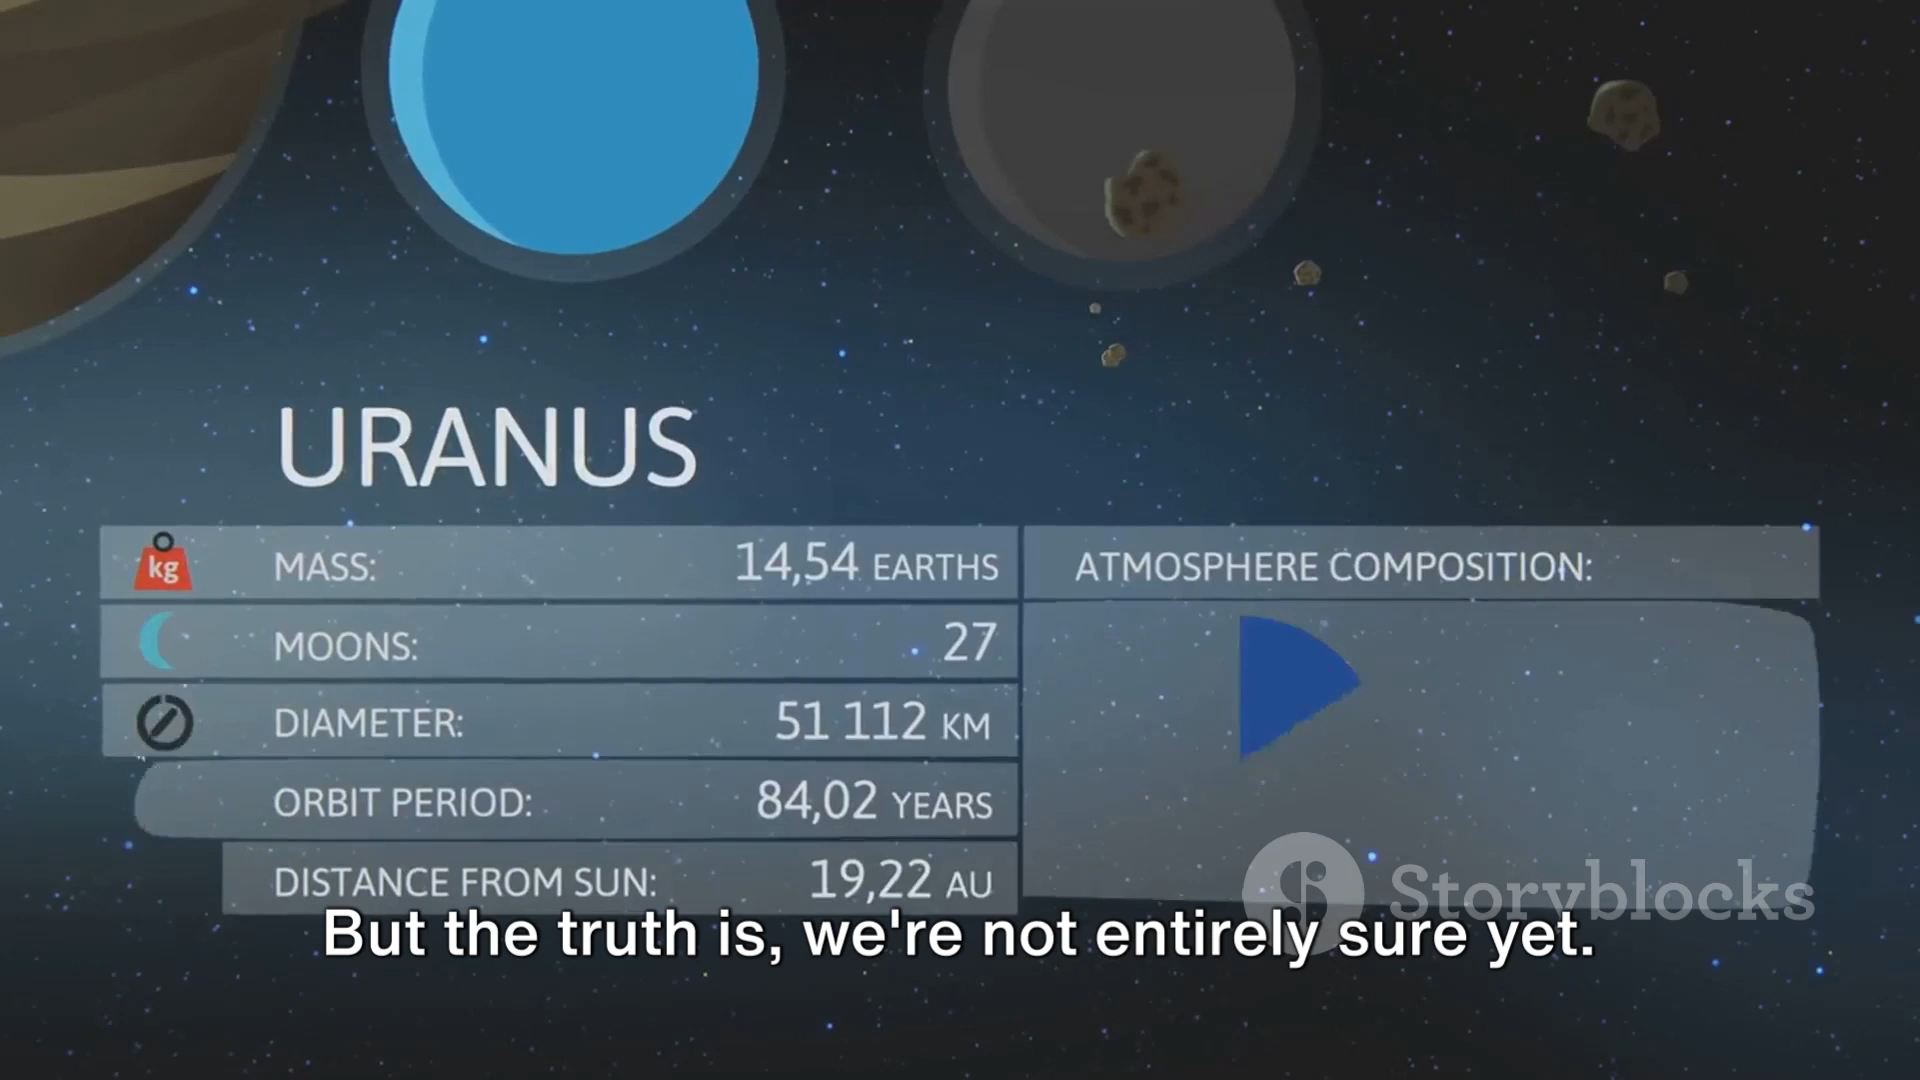 URANUS
kg
MASS: 14,54 EARTHS
ATMOSPHERE COMPOSITION:
MOONS: 27
DIAMETER: 51 112 KM
ORBIT PERIOD: 84,02 YEARS
DISTANCE FROM SUN: 19,22 AU
Storyblocks
But the truth is, we're not entirely sure yet.